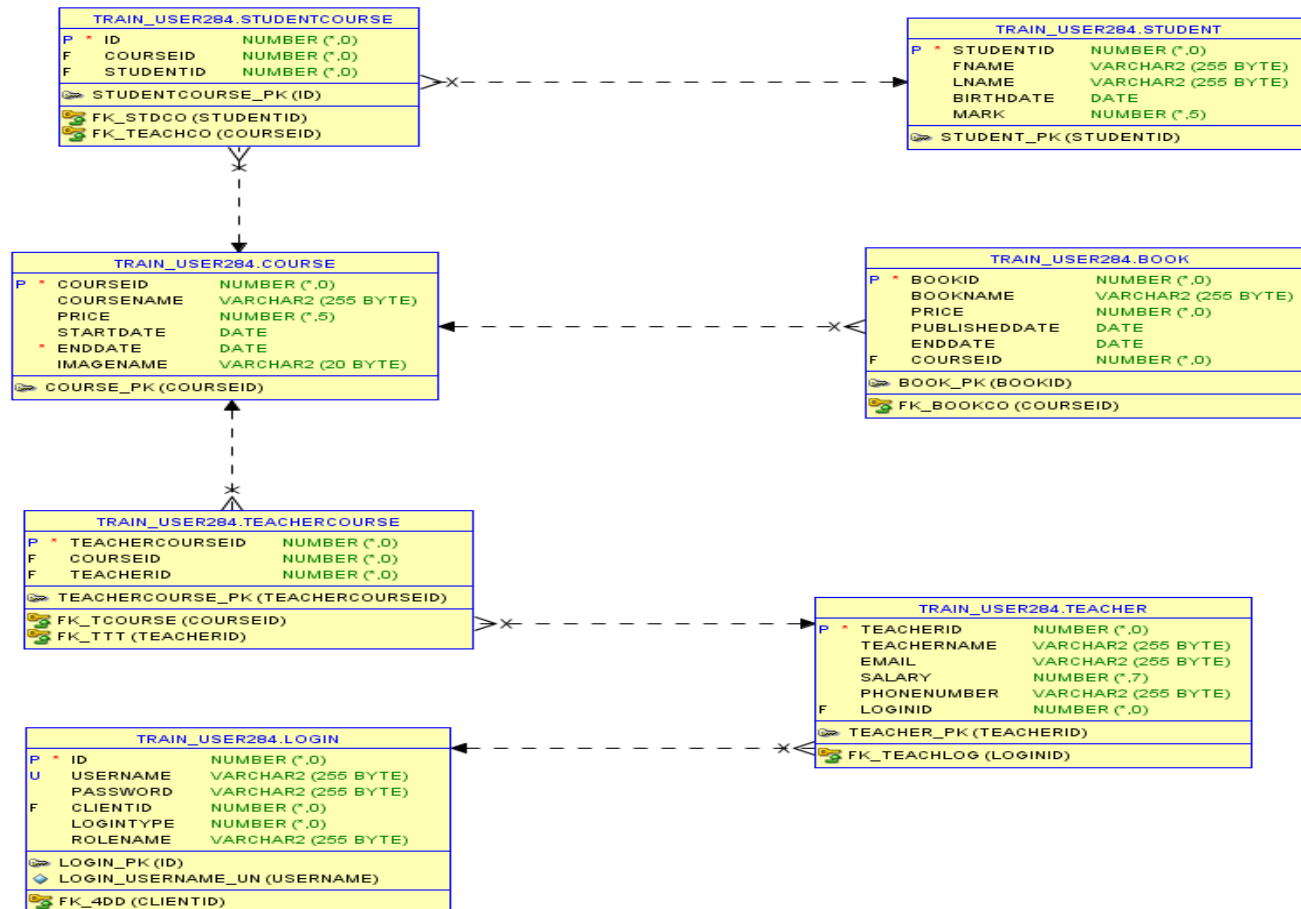 TRAIN_USER284.STUDENTCOURSE
P * ID NUMBER (*,0)
F COURSEID NUMBER (*,0)
F STUDENTID NUMBER (*,0)
STUDENTCOURSE_PK (ID)
FK_STDCO (STUDENTID)
FK_TEACHCO (COURSEID)
TRAIN_USER284.STUDENT
P * STUDENTID NUMBER (*,0)
FNAME VARCHAR2 (255 BYTE)
LNAME VARCHAR2 (255 BYTE)
BIRTHDATE DATE
MARK NUMBER (*,5)
STUDENT_PK (STUDENTID)
TRAIN_USER284.COURSE
P * COURSEID NUMBER (*,0)
COURSENAME VARCHAR2 (255 BYTE)
PRICE NUMBER (*,5)
STARTDATE DATE
* ENDDATE DATE
IMAGENAME VARCHAR2 (20 BYTE)
COURSE_PK (COURSEID)
TRAIN_USER284.BOOK
P * BOOKID NUMBER (*,0)
BOOKNAME VARCHAR2 (255 BYTE)
PRICE NUMBER (*,0)
PUBLISHEDDATE DATE
ENDDATE DATE
F COURSEID NUMBER (*,0)
BOOK_PK (BOOKID)
FK_BOOKCO (COURSEID)
TRAIN_USER284.TEACHERCOURSE
P * TEACHERCOURSEID NUMBER (*,0)
F COURSEID NUMBER (*,0)
F TEACHERID NUMBER (*,0)
TEACHERCOURSE_PK (TEACHERCOURSEID)
FK_TCOURSE (COURSEID)
FK_TTT (TEACHERID)
TRAIN_USER284.TEACHER
P * TEACHERID NUMBER (*,0)
TEACHERNAME VARCHAR2 (255 BYTE)
EMAIL VARCHAR2 (255 BYTE)
SALARY NUMBER (*,7)
PHONENUMBER VARCHAR2 (255 BYTE)
F LOGINID NUMBER (*,0)
TEACHER_PK (TEACHERID)
FK_TEACHLOG (LOGINID)
TRAIN_USER284.LOGIN
P * ID NUMBER (*,0)
U USERNAME VARCHAR2 (255 BYTE)
PASSWORD VARCHAR2 (255 BYTE)
F CLIENTID NUMBER (*,0)
LOGINTYPE NUMBER (*,0)
ROLENAME VARCHAR2 (255 BYTE)
LOGIN_PK (ID)
LOGIN_USERNAME_UN (USERNAME)
FK_4DD (CLIENTID)